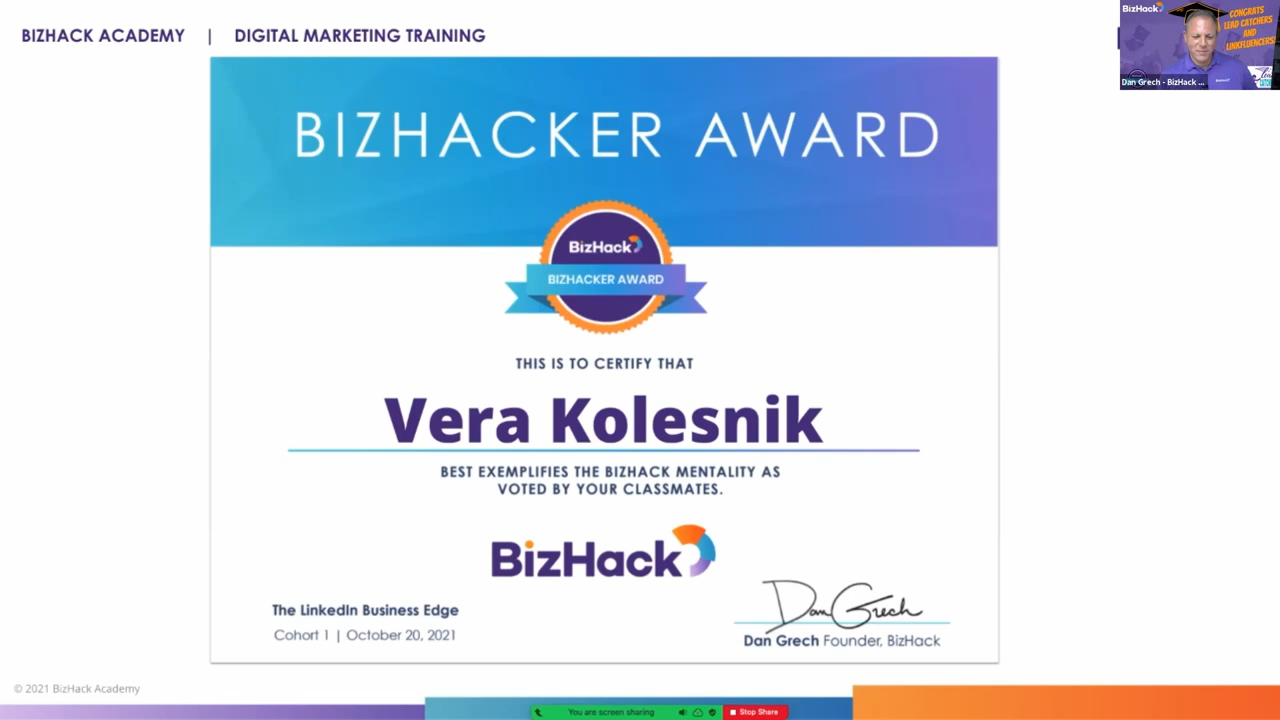 BIZHACK ACADEMY | DIGITAL MARKETING TRAINING
BizHack
CONGRATS
LEAD CATCHERS
AND
LINKFLUENCERS!
Dan Grech - BizHack ...
BIZHACKER AWARD
BizHack
BIZHACKER AWARD
THIS IS TO CERTIFY THAT
Vera Kolesnik
BEST EXEMPLIFIES THE BIZHACK MENTALITY AS
VOTED BY YOUR CLASSMATES.
BizHack
The LinkedIn Business Edge
Cohort 1 | October 20, 2021
Dan Grech
Dan Grech Founder, BizHack
© 2021 BizHack Academy
You are screen sharing
Stop Share